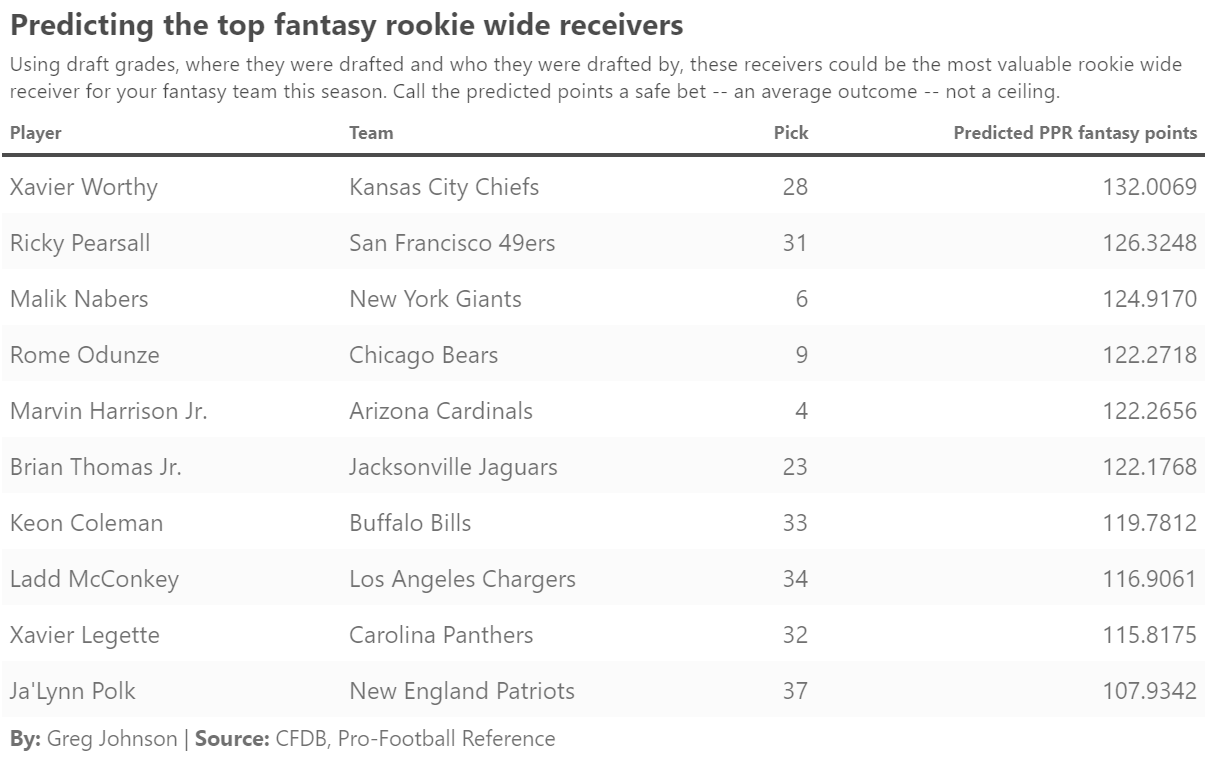 Predicting the top fantasy rookie wide receivers
Using draft grades, where they were drafted and who they were drafted by, these receivers could be the most valuable rookie wide
receiver for your fantasy team this season. Call the predicted points a safe bet -- an average outcome -- not a ceiling.
Player Team Pick Predicted PPR fantasy points
Xavier Worthy Kansas City Chiefs 28 132.0069
Ricky Pearsall San Francisco 49ers 31 126.3248
Malik Nabers New York Giants 6 124.9170
Rome Odunze Chicago Bears 9 122.2718
Marvin Harrison Jr. Arizona Cardinals 4 122.2656
Brian Thomas Jr. Jacksonville Jaguars 23 122.1768
Keon Coleman Buffalo Bills 33 119.7812
Ladd McConkey Los Angeles Chargers 34 116.9061
Xavier Legette Carolina Panthers 32 115.8175
Ja'Lynn Polk New England Patriots 37 107.9342
By: Greg Johnson | Source: CFDB, Pro-Football Reference